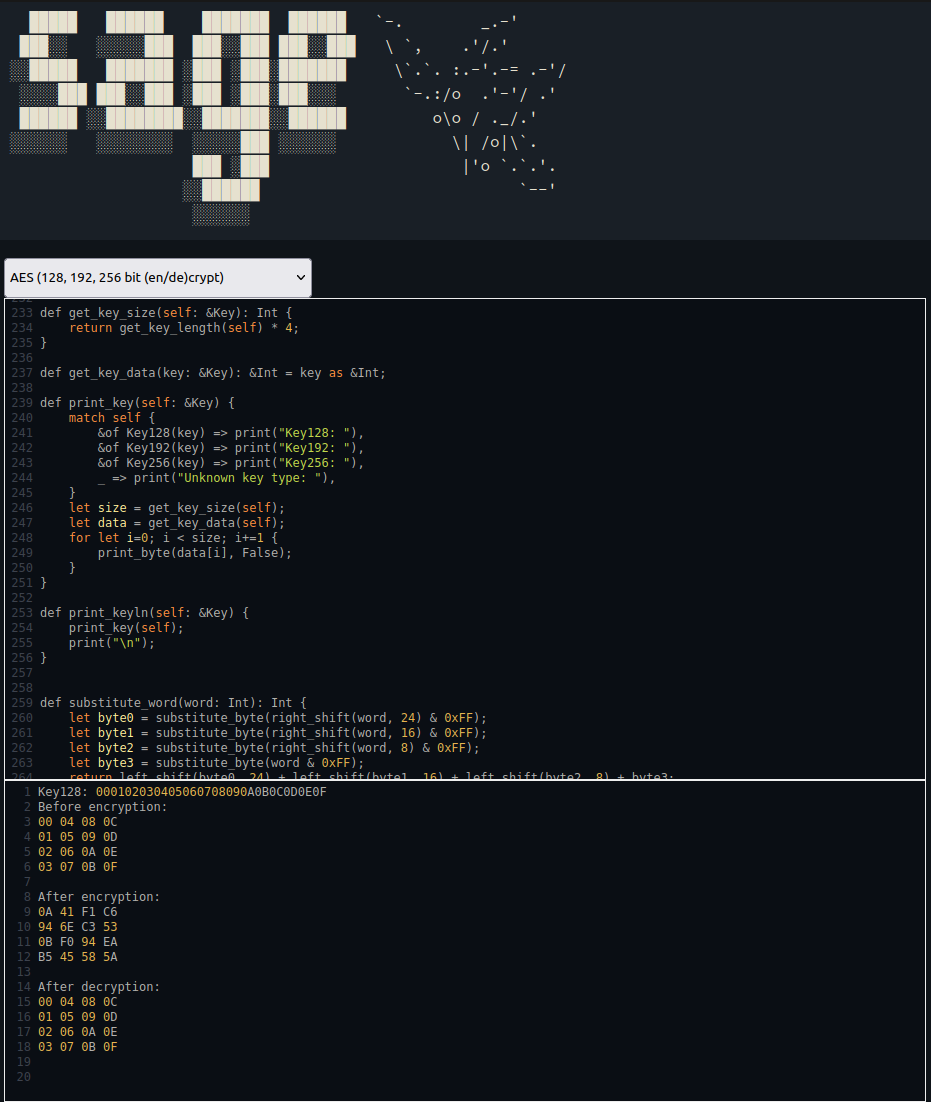 sage
AES (128, 192, 256 bit (en/de)crypt)
233 def get_key_size(self: &Key): Int {
234     return get_key_length(self) * 4;
235 }
236
237 def get_key_data(key: &Key): &Int = key as &Int;
238
239 def print_key(self: &Key) {
240     match self {
241         &of Key128(key) => print("Key128: "),
242         &of Key192(key) => print("Key192: "),
243         &of Key256(key) => print("Key256: "),
244         _ => print("Unknown key type: "),
245     }
246     let size = get_key_size(self);
247     let data = get_key_data(self);
248     for let i=0; i < size; i+=1 {
249         print_byte(data[i], False);
250     }
251 }
252
253 def print_keyln(self: &Key) {
254     print_key(self);
255     print("\n");
256 }
257
258
259 def substitute_word(word: Int): Int {
260     let byte0 = substitute_byte(right_shift(word, 24) & 0xFF);
261     let byte1 = substitute_byte(right_shift(word, 16) & 0xFF);
262     let byte2 = substitute_byte(right_shift(word, 8) & 0xFF);
263     let byte3 = substitute_byte(word & 0xFF);
264     return left_shift(byte0, 24) + left_shift(byte1, 16) + left_shift(byte2, 8) + byte3;
1 Key128: 000102030405060708090A0B0C0D0E0F
2 Before encryption:
3 00 04 08 0C
4 01 05 09 0D
5 02 06 0A 0E
6 03 07 0B 0F
7
8 After encryption:
9 0A 41 F1 C6
10 94 6E C3 53
11 0B F0 94 EA
12 B5 45 58 5A
13
14 After decryption:
15 00 04 08 0C
16 01 05 09 0D
17 02 06 0A 0E
18 03 07 0B 0F
19
20